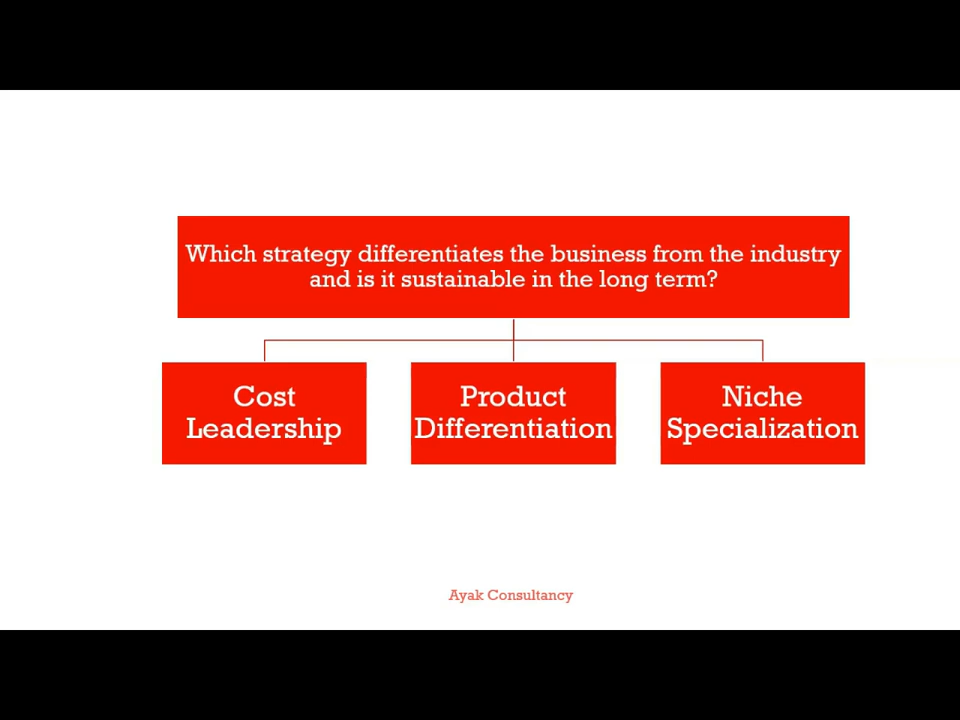 Which strategy differentiates the business from the industry
and is it sustainable in the long term?
Cost
Leadership
Product
Differentiation
Niche
Specialization
Ayak Consultancy